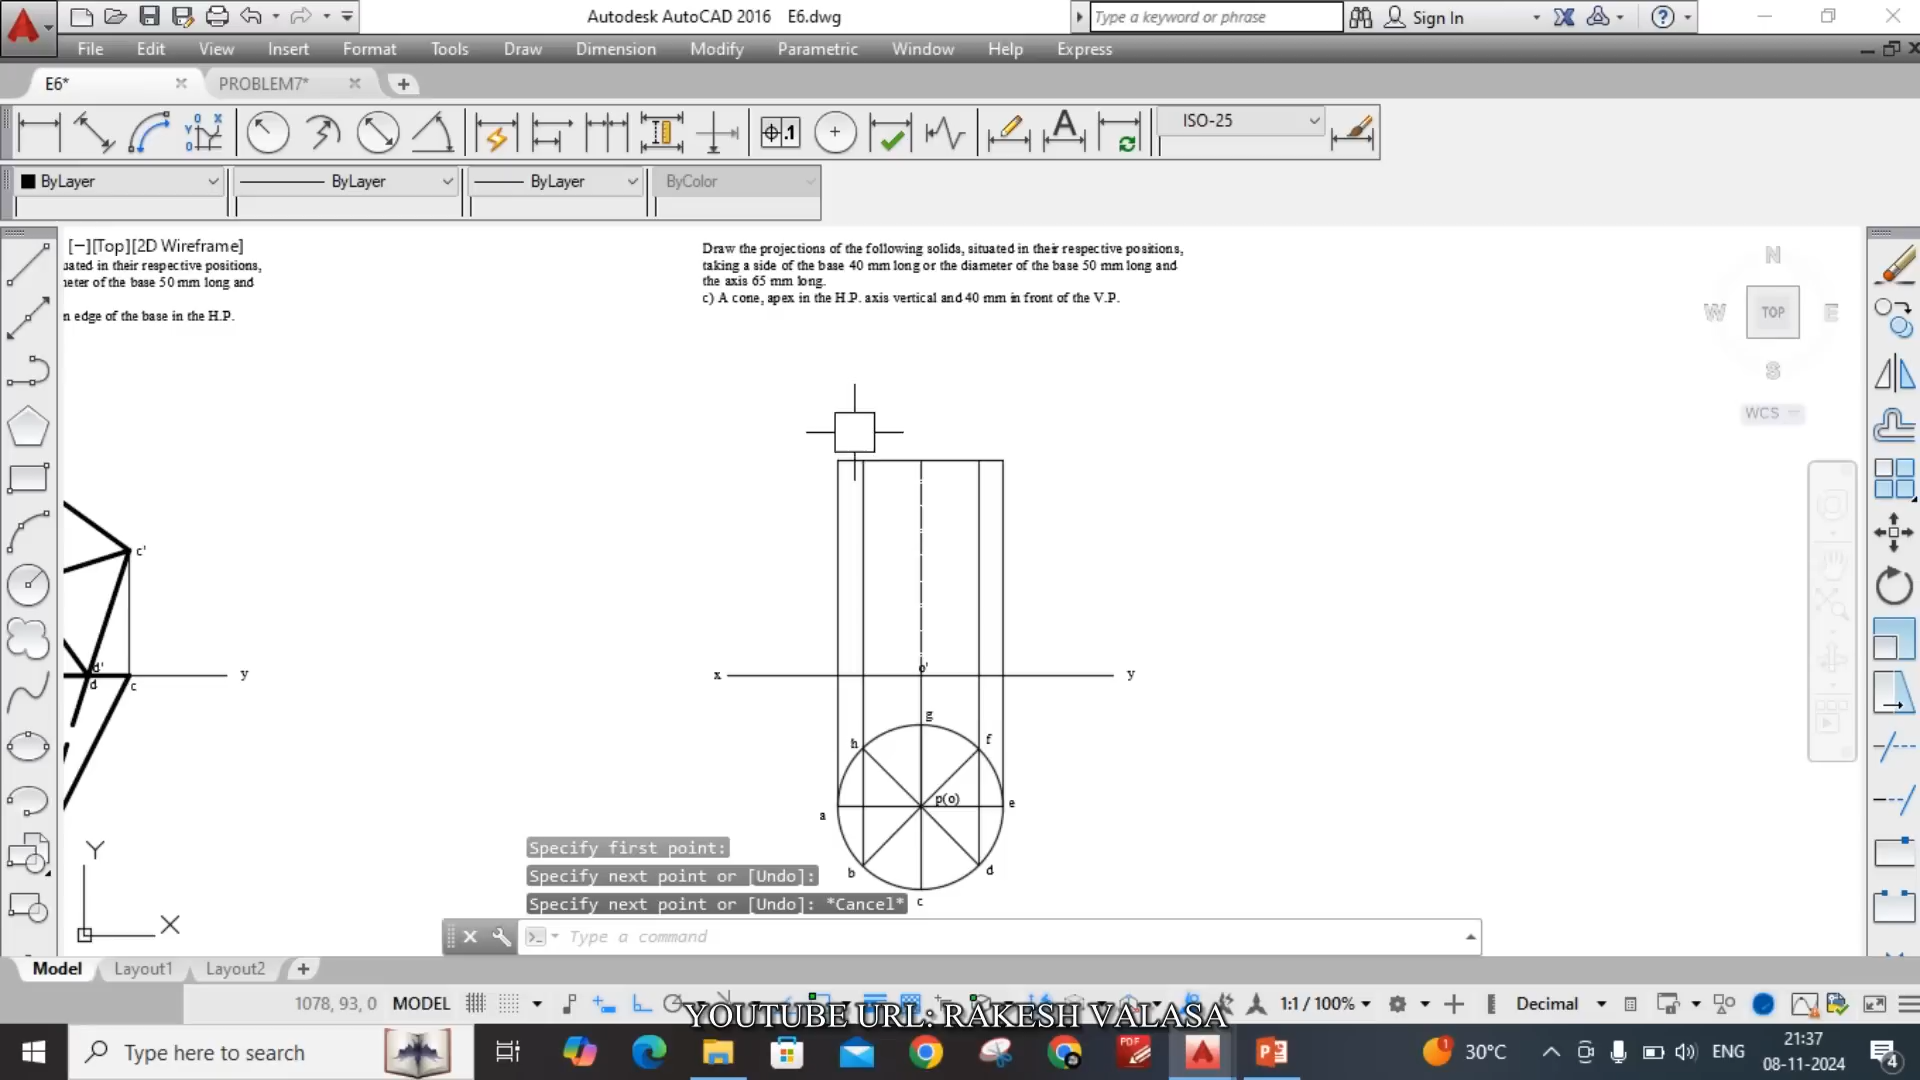 Autodesk AutoCAD 2016 E6.dwg
Type a keyword or phrase
Sign In
File Edit View Insert Format Tools Draw Dimension Modify Parametric Window Help Express
E6*
PROBLEM7*
ISO-25
ByLayer
ByLayer
ByLayer
ByColor
[−][Top][2D Wireframe]
uated in their respective positions,
neter of the base 50 mm long and
n edge of the base in the H.P.
Draw the projections of the following solids, situated in their respective positions,
taking a side of the base 40 mm long or the diameter of the base 50 mm long and
the axis 65 mm long.
c) A cone, apex in the H.P. axis vertical and 40 mm in front of the V.P.
N
W TOP E
S
WCS
c'
d'
d
c
y
x
o'
y
g
h
f
p(o)
a
e
b
d
c
Y
X
Specify first point:
Specify next point or [Undo]:
Specify next point or [Undo]: *Cancel*
Type a command
Model Layout1 Layout2
1078, 93, 0 MODEL
1:1 / 100%
Decimal
YOUTUBE URL: RAKESH VALASA
Type here to search
PDF
30°C
ENG
21:37
08-11-2024
4